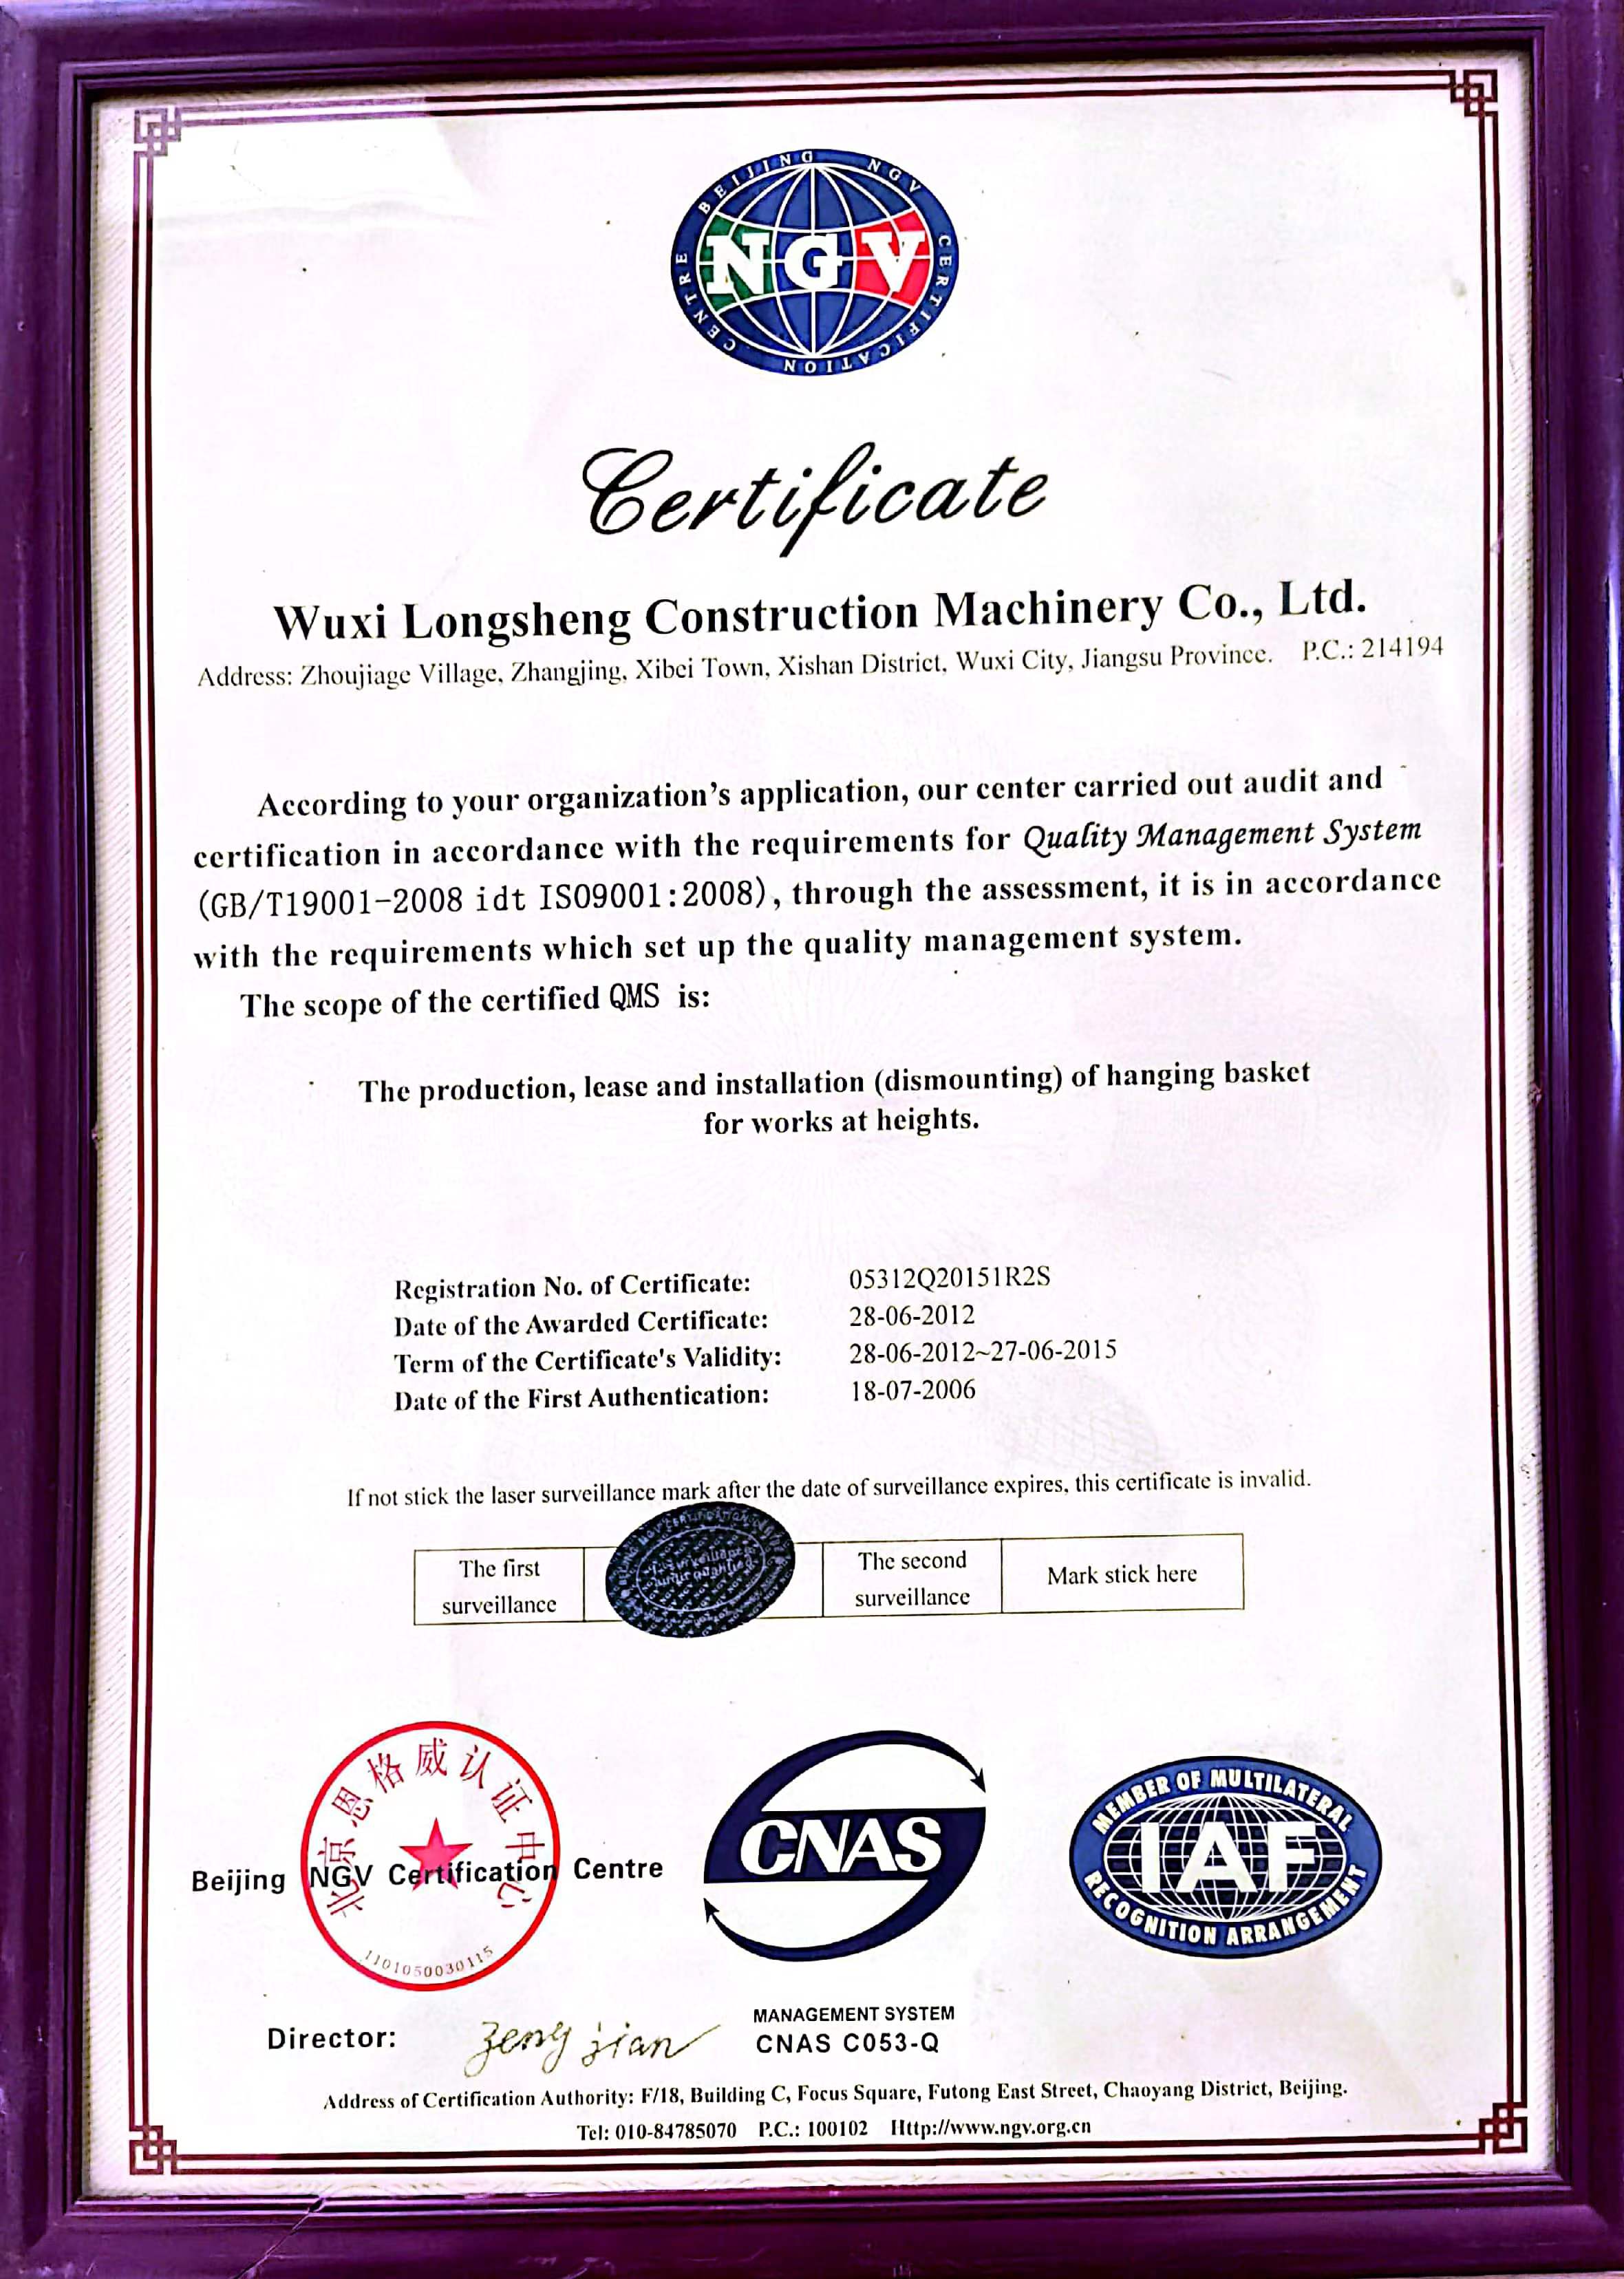 BEIJING NGV CERTIFICATION CENTRE
NGV
Certificate
Wuxi Longsheng Construction Machinery Co., Ltd.
Address: Zhoujiage Village, Zhangjing, Xibei Town, Xishan District, Wuxi City, Jiangsu Province. P.C.: 214194
According to your organization's application, our center carried out audit and
certification in accordance with the requirements for Quality Management System
(GB/T19001-2008 idt ISO9001:2008), through the assessment, it is in accordance
with the requirements which set up the quality management system.
The scope of the certified QMS is:
The production, lease and installation (dismounting) of hanging basket
for works at heights.
Registration No. of Certificate: 05312Q20151R2S
Date of the Awarded Certificate: 28-06-2012
Term of the Certificate's Validity: 28-06-2012~27-06-2015
Date of the First Authentication: 18-07-2006
If not stick the laser surveillance mark after the date of surveillance expires, this certificate is invalid.
The first
surveillance
The second
surveillance
Mark stick here
北京恩格威认证中心
Beijing NGV Certification Centre
1101050030115
CNAS
MEMBER OF MULTILATERAL
IAF
RECOGNITION ARRANGEMENT
MANAGEMENT SYSTEM
CNAS C053-Q
Director: Zeng jian
Address of Certification Authority: F/18, Building C, Focus Square, Futong East Street, Chaoyang District, Beijing.
Tel: 010-84785070 P.C.: 100102 Http://www.ngv.org.cn